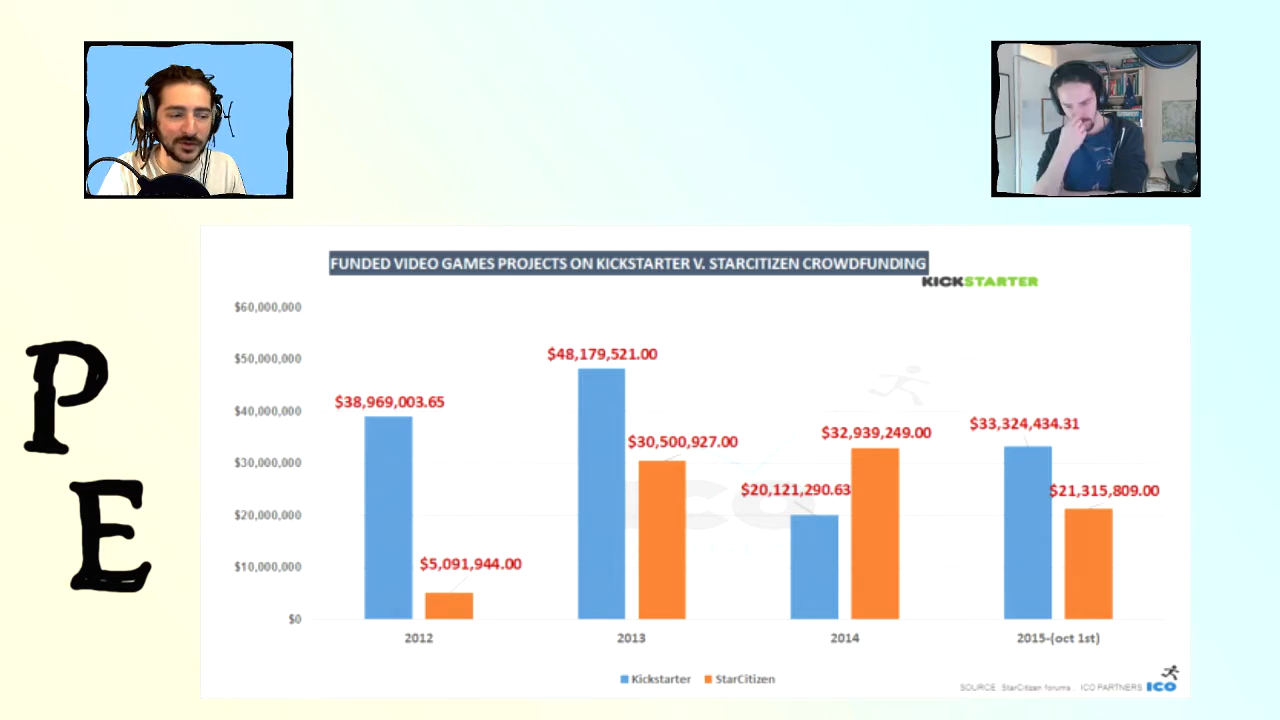 FUNDED VIDEO GAMES PROJECTS ON KICKSTARTER V. STARCITIZEN CROWDFUNDING
KICKSTARTER
$60,000,000
$50,000,000
$40,000,000
$30,000,000
$20,000,000
$10,000,000
$0
$38,969,003.65
$5,091,944.00
$48,179,521.00
$30,500,927.00
$20,121,290.63
$32,939,249.00
$33,324,434.31
$21,315,809.00
ICO
2012 2013 2014 2015-(oct 1st)
Kickstarter StarCitizen
SOURCE StarCitizen forums . ICO PARTNERS ICO
P
E